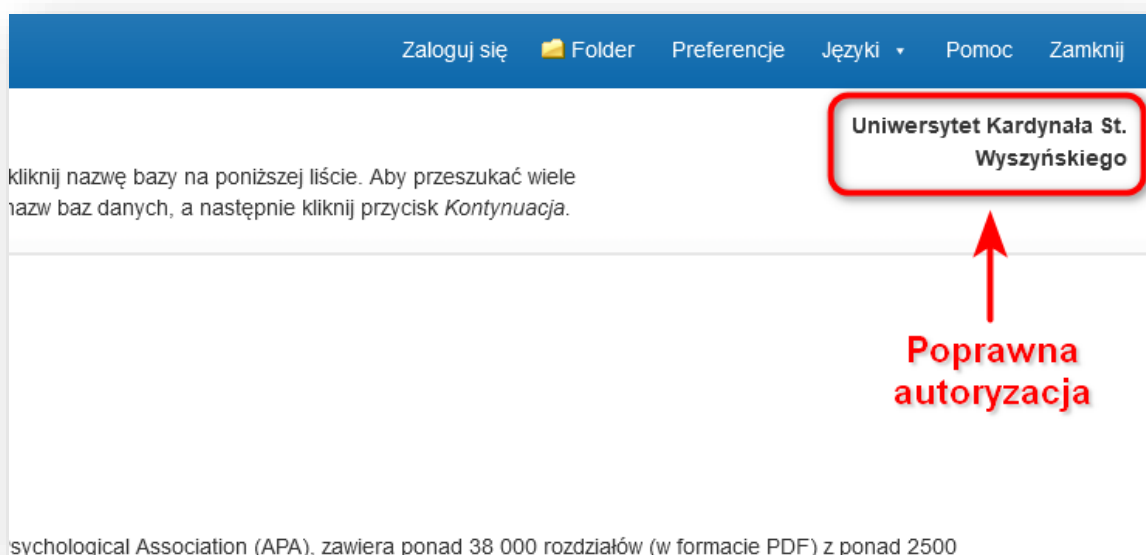 Zaloguj się Folder Preferencje Języki Pomoc Zamknij
Uniwersytet Kardynała St.
Wyszyńskiego
kliknij nazwę bazy na poniższej liście. Aby przeszukać wiele
nazw baz danych, a następnie kliknij przycisk Kontynuacja.
Poprawna
autoryzacja
Psychological Association (APA), zawiera ponad 38 000 rozdziałów (w formacie PDF) z ponad 2500